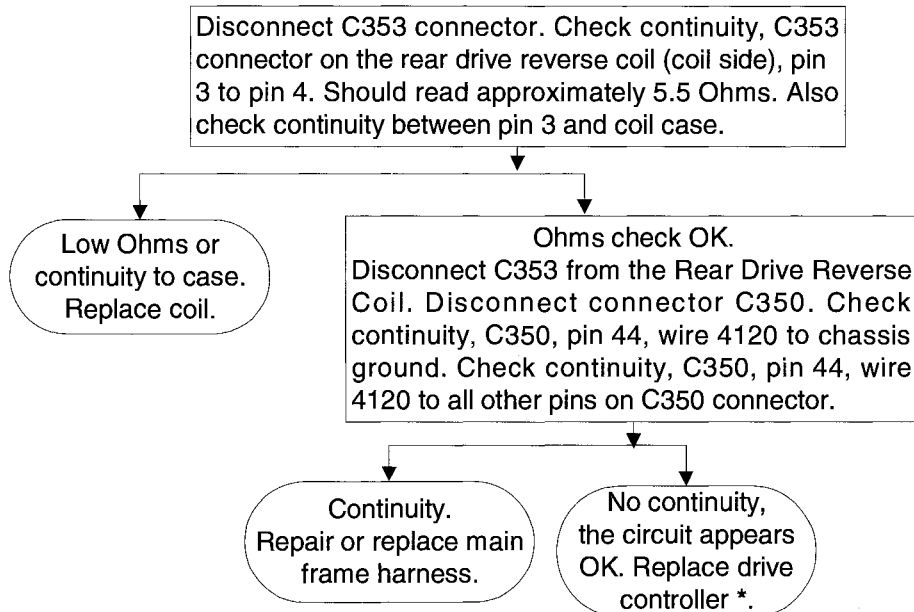 Disconnect C353 connector. Check continuity, C353
connector on the rear drive reverse coil (coil side), pin
3 to pin 4. Should read approximately 5.5 Ohms. Also
check continuity between pin 3 and coil case.
Low Ohms or
continuity to case.
Replace coil.
Ohms check OK.
Disconnect C353 from the Rear Drive Reverse
Coil. Disconnect connector C350. Check
continuity, C350, pin 44, wire 4120 to chassis
ground. Check continuity, C350, pin 44, wire
4120 to all other pins on C350 connector.
Continuity.
Repair or replace main
frame harness.
No continuity,
the circuit appears
OK. Replace drive
controller *.